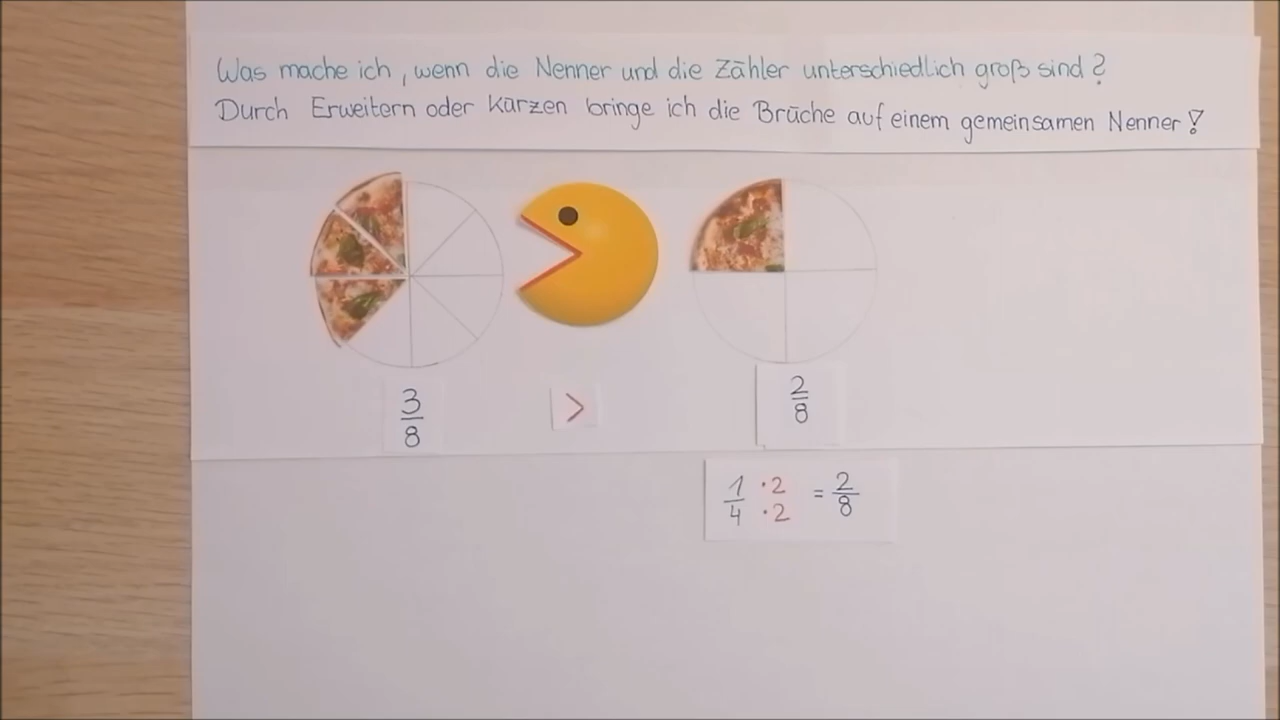 Was mache ich, wenn die Nenner und die Zähler unterschiedlich groß sind?
Durch Erweitern oder Kürzen bringe ich die Brüche auf einem gemeinsamen Nenner!
3/8 > 2/8
1/4 ·2/·2 = 2/8